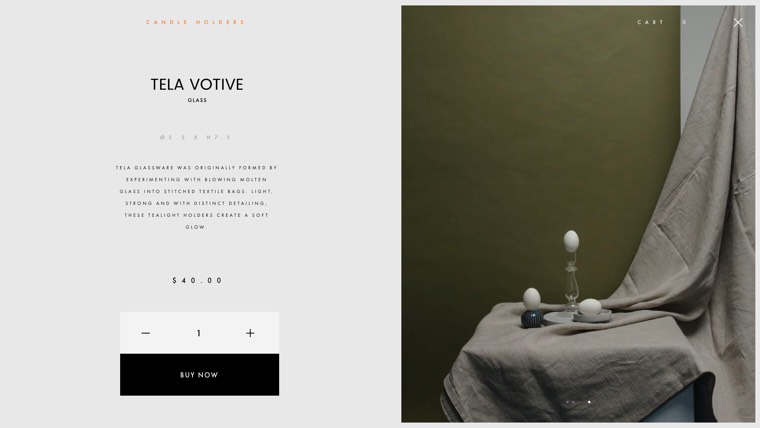 CANDLE HOLDERS
CART 0
TELA VOTIVE
GLASS
Ø5.5 X H7.5
TELA GLASSWARE WAS ORIGINALLY FORMED BY
EXPERIMENTING WITH BLOWING MOLTEN
GLASS INTO STITCHED TEXTILE BAGS. LIGHT,
STRONG AND WITH DISTINCT DETAILING,
THESE TEALIGHT HOLDERS CREATE A SOFT
GLOW.
$40.00
1
BUY NOW